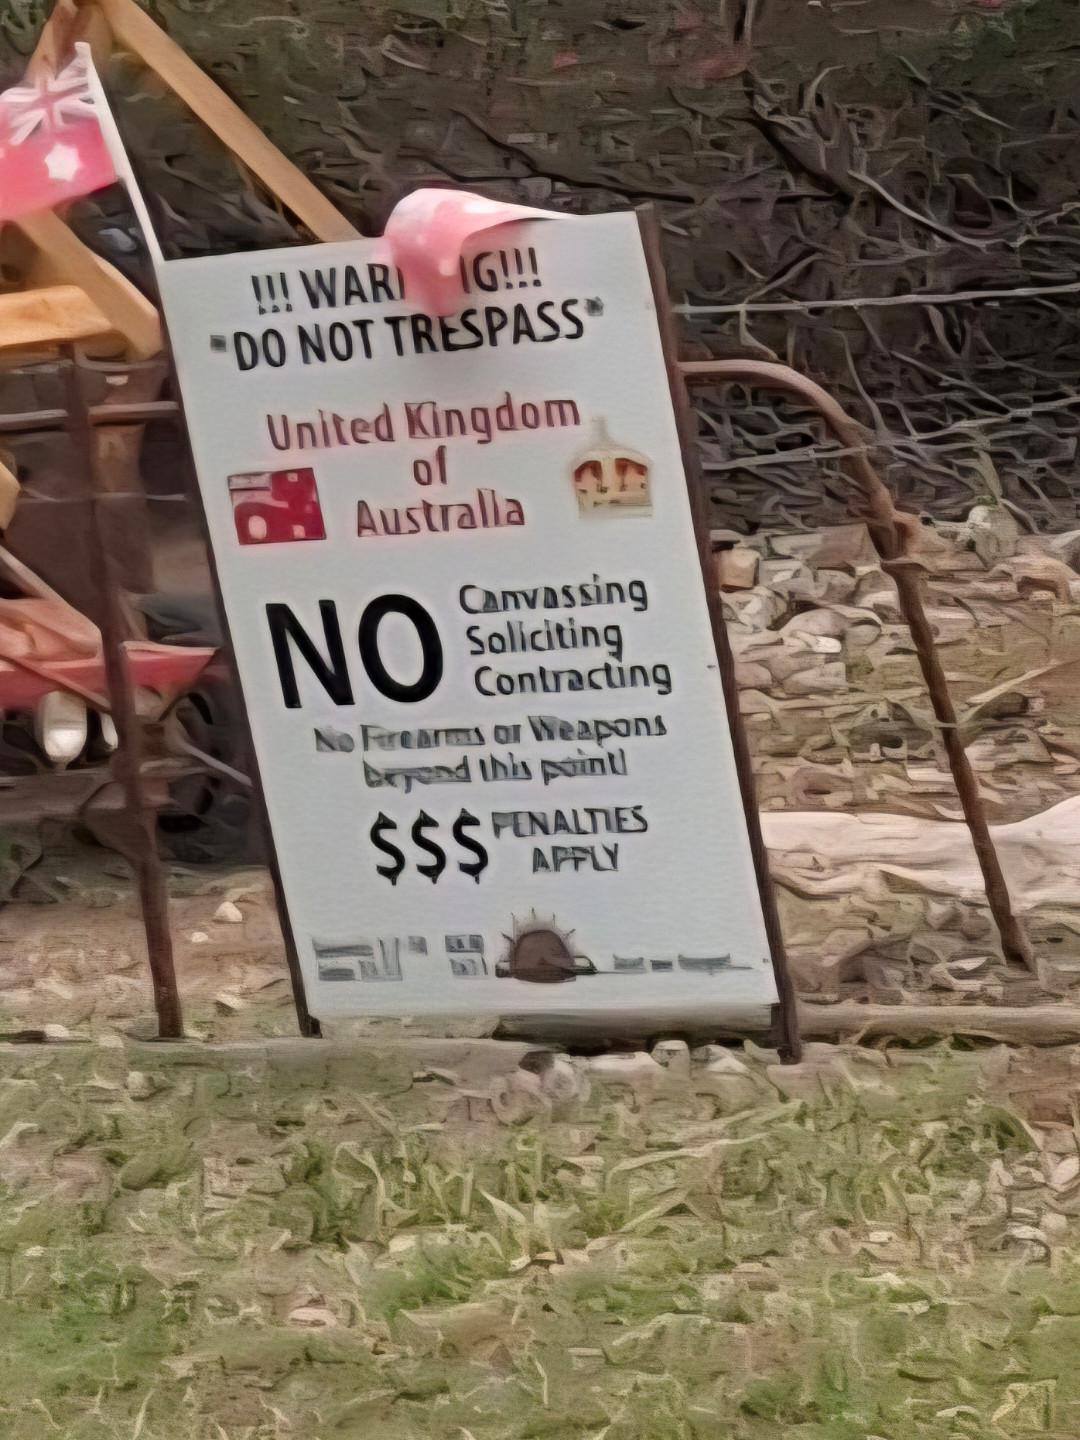 !!! WARNING!!!
*DO NOT TRESPASS*
United Kingdom
of
Australia
NO Canvassing
Soliciting
Contracting
No Firearms or Weapons
beyond this point!
$$$ PENALTIES
APPLY